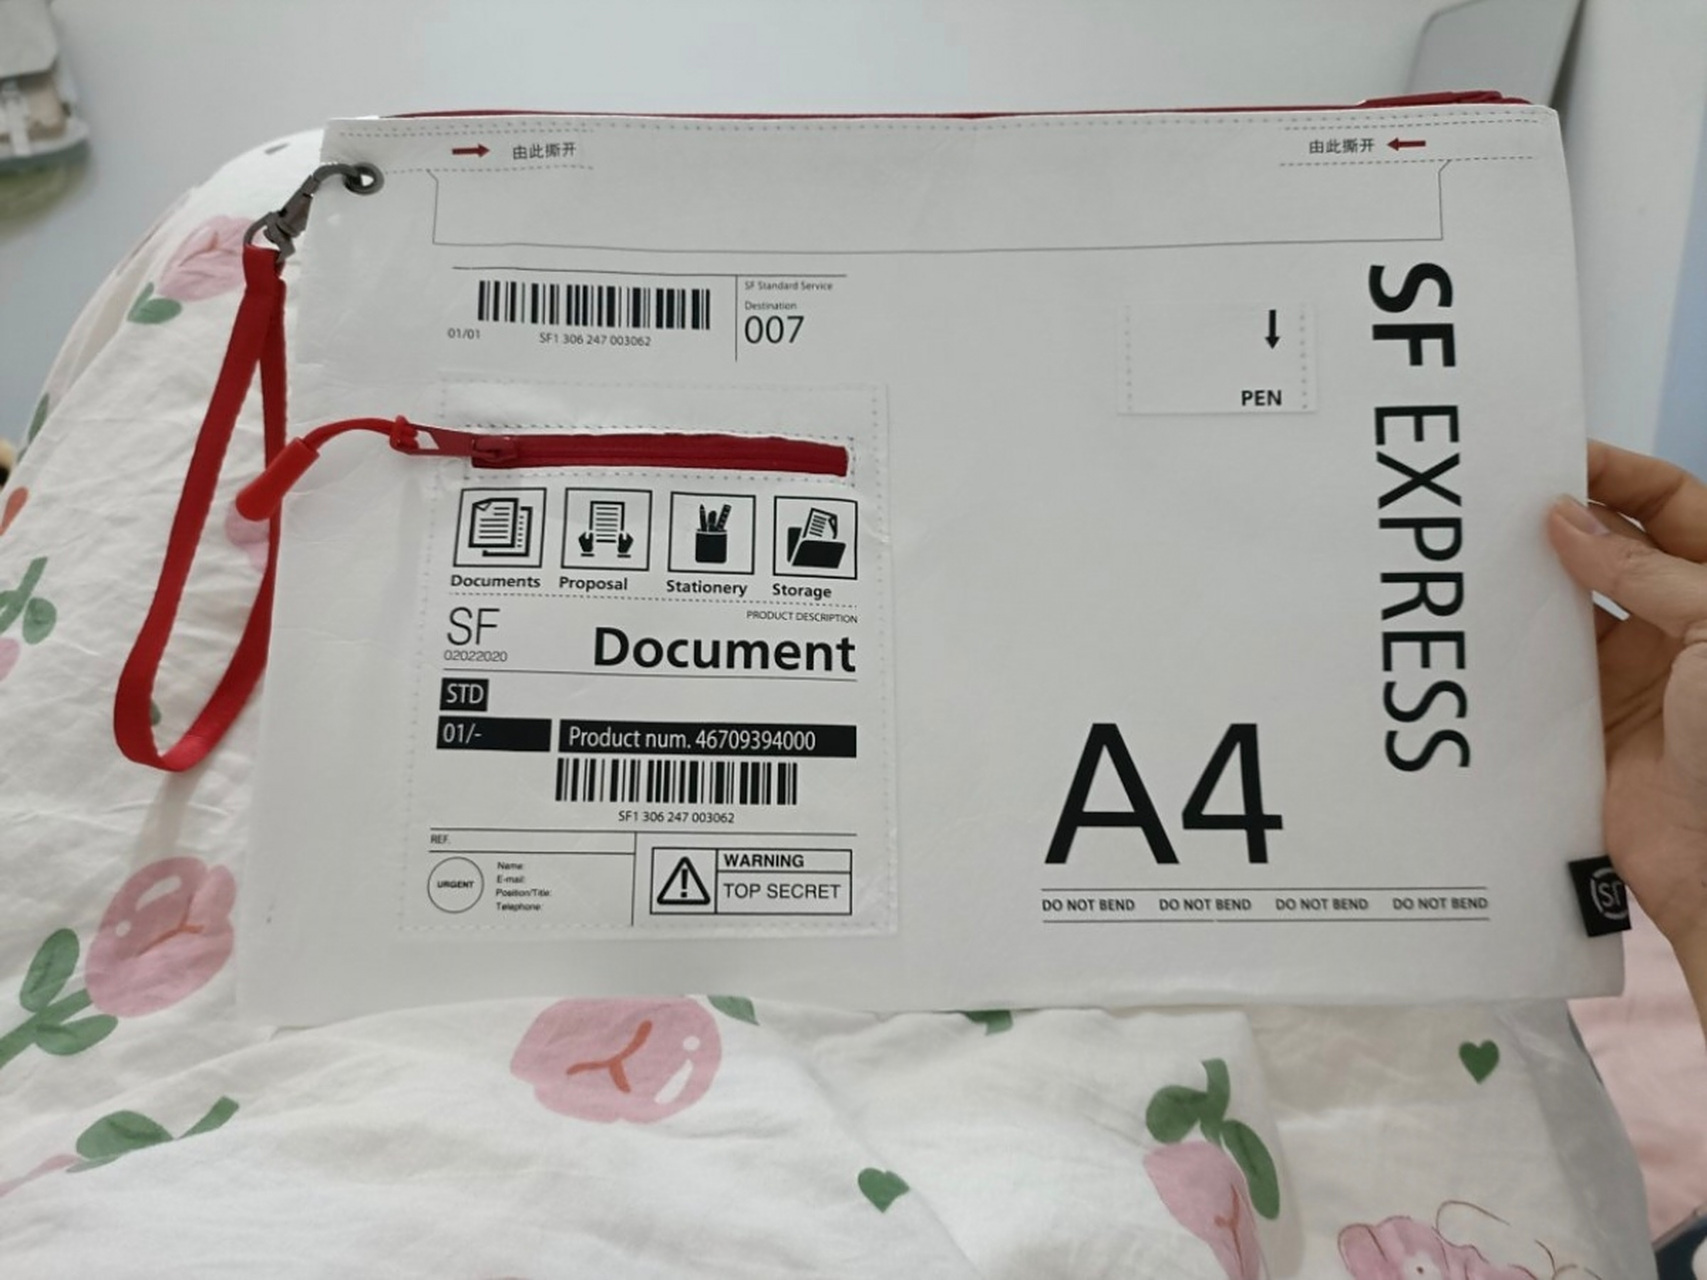 由此撕开
由此撕开
SF Standard Service
Destination
007
01/01
SF1 306 247 003062
PEN
SF EXPRESS
Documents
Proposal
Stationery
Storage
PRODUCT DESCRIPTION
SF
02022020
Document
STD
01/-
Product num. 46709394000
SF1 306 247 003062
REF.
URGENT
Name:
E-mail:
Position/Title:
Telephone:
WARNING
TOP SECRET
A4
DO NOT BEND DO NOT BEND DO NOT BEND DO NOT BEND
SF